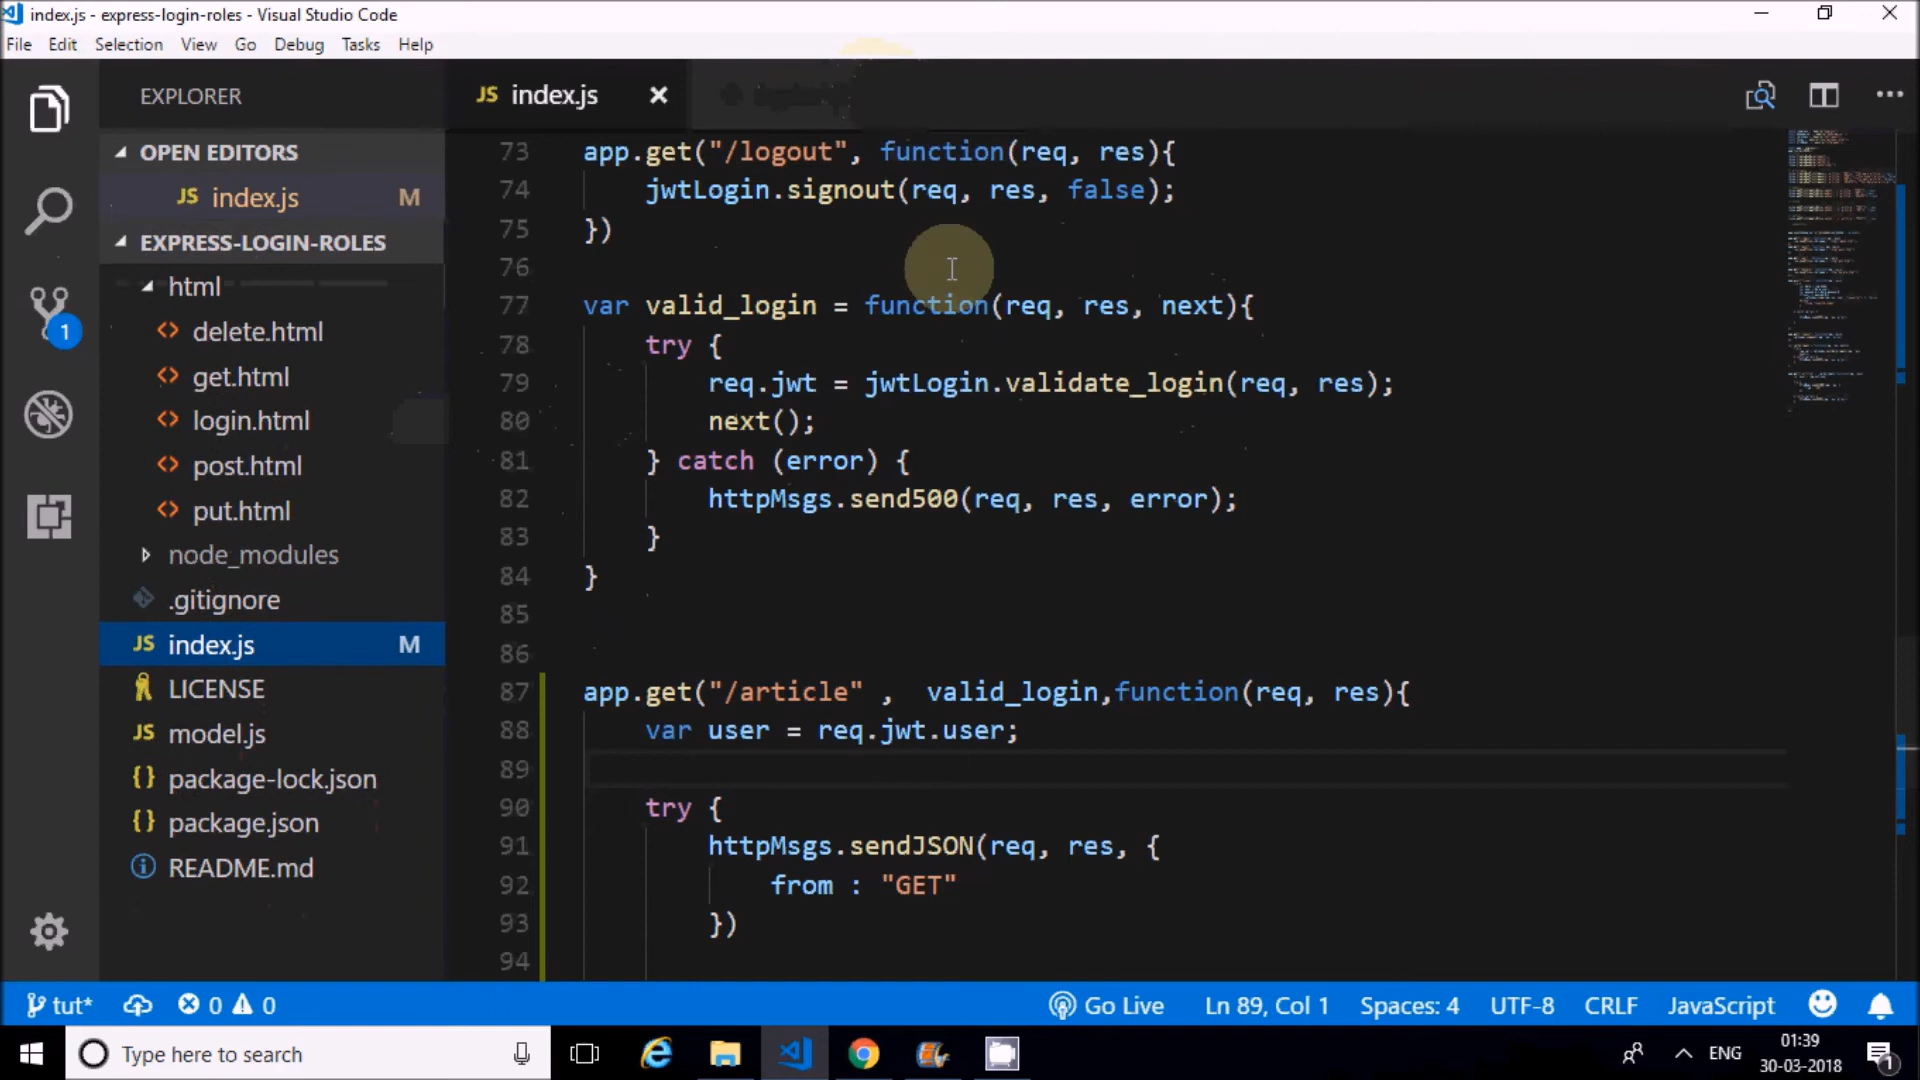 index.js - express-login-roles - Visual Studio Code
File Edit Selection View Go Debug Tasks Help
EXPLORER
JS index.js
OPEN EDITORS
JS index.js M
EXPRESS-LOGIN-ROLES
html
<> delete.html
<> get.html
<> login.html
<> post.html
<> put.html
node_modules
.gitignore
JS index.js M
LICENSE
JS model.js
{} package-lock.json
{} package.json
README.md
1
73 app.get("/logout", function(req, res){
74 jwtLogin.signout(req, res, false);
75 })
76
77 var valid_login = function(req, res, next){
78 try {
79 req.jwt = jwtLogin.validate_login(req, res);
80 next();
81 } catch (error) {
82 httpMsgs.send500(req, res, error);
83 }
84 }
85
86
87 app.get("/article" ,  valid_login,function(req, res){
88 var user = req.jwt.user;
89
90 try {
91 httpMsgs.sendJSON(req, res, {
92 from : "GET"
93 })
94
tut* 0 0 Go Live Ln 89, Col 1 Spaces: 4 UTF-8 CRLF JavaScript
Type here to search
ENG
01:39
30-03-2018
1